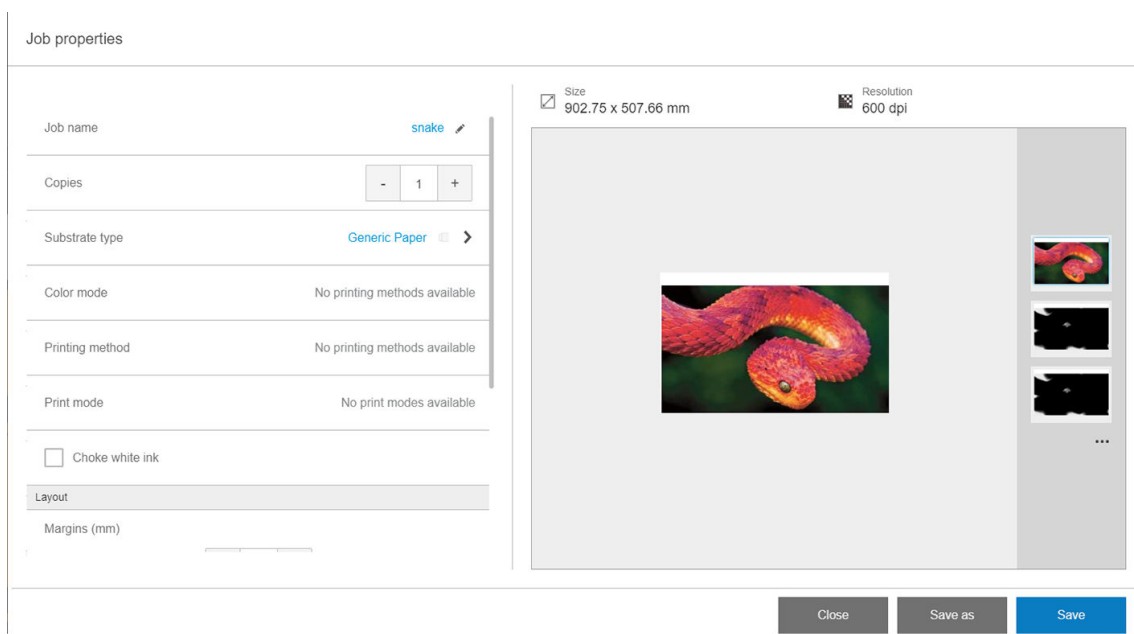 Job properties
Job name
snake
Copies
- 1 +
Substrate type
Generic Paper
Color mode
No printing methods available
Printing method
No printing methods available
Print mode
No print modes available
Choke white ink
Layout
Margins (mm)
Size
902.75 x 507.66 mm
Resolution
600 dpi
...
Close
Save as
Save